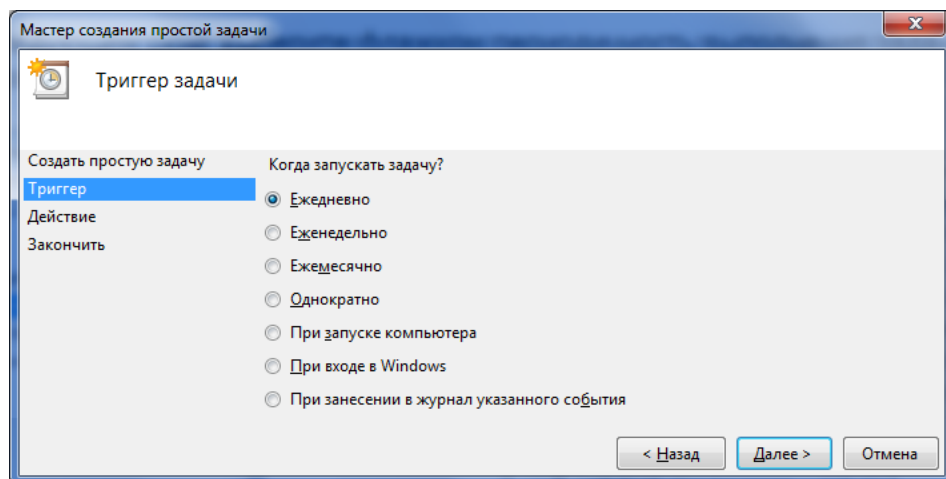 Мастер создания простой задачи
Триггер задачи
Создать простую задачу
Триггер
Действие
Закончить
Когда запускать задачу?
Ежедневно
Еженедельно
Ежемесячно
Однократно
При запуске компьютера
При входе в Windows
При занесении в журнал указанного события
< Назад
Далее >
Отмена